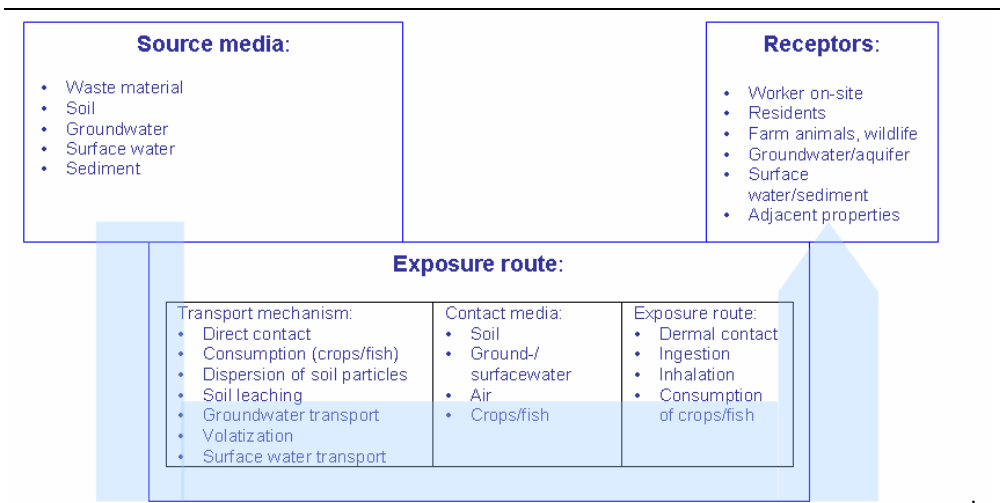 Source media:
• Waste material
• Soil
• Groundwater
• Surface water
• Sediment
Receptors:
• Worker on-site
• Residents
• Farm animals, wildlife
• Groundwater/aquifer
• Surface
water/sediment
• Adjacent properties
Exposure route:
Transport mechanism:
• Direct contact
• Consumption (crops/fish)
• Dispersion of soil particles
• Soil leaching
• Groundwater transport
• Volatization
• Surface water transport
Contact media:
• Soil
• Ground-/
surfacewater
• Air
• Crops/fish
Exposure route:
• Dermal contact
• Ingestion
• Inhalation
• Consumption
of crops/fish
.